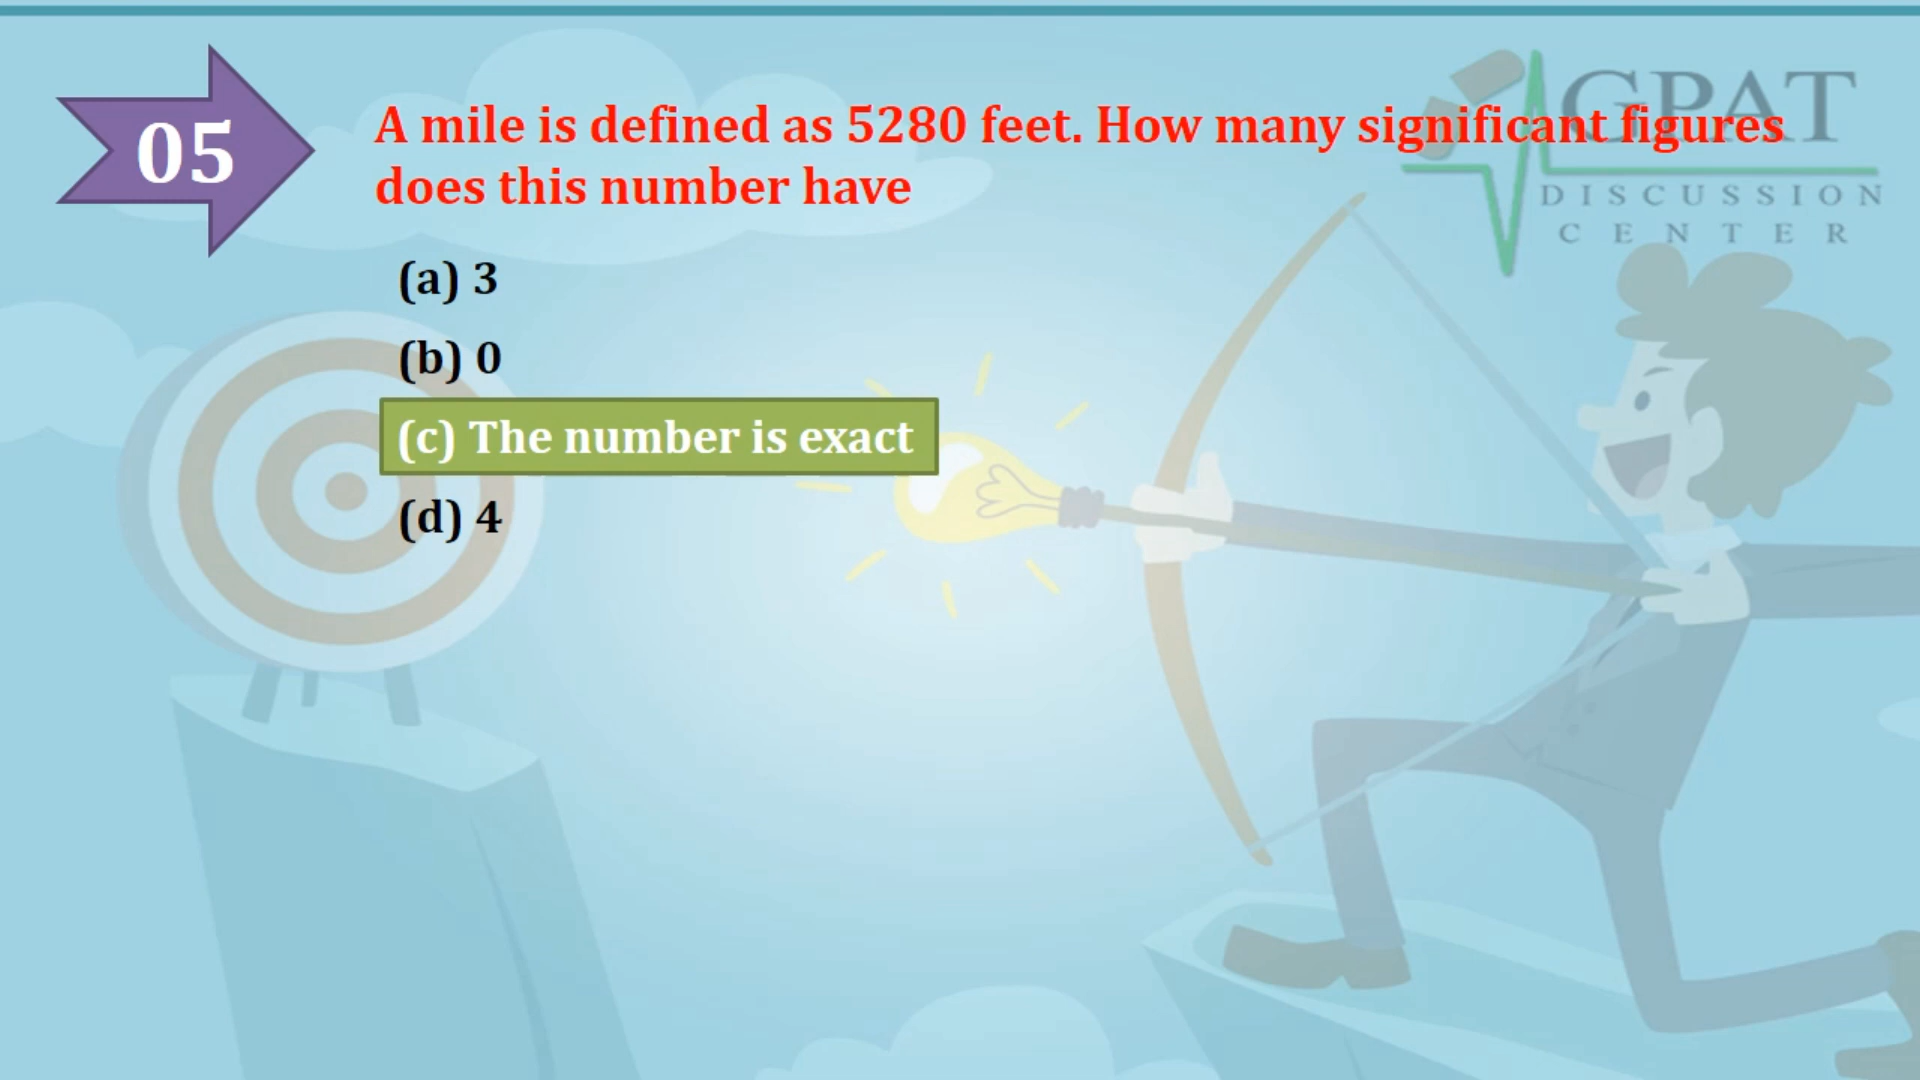 05
A mile is defined as 5280 feet. How many significant figures
does this number have
GPAT
DISCUSSION
CENTER
(a) 3
(b) 0
(c) The number is exact
(d) 4